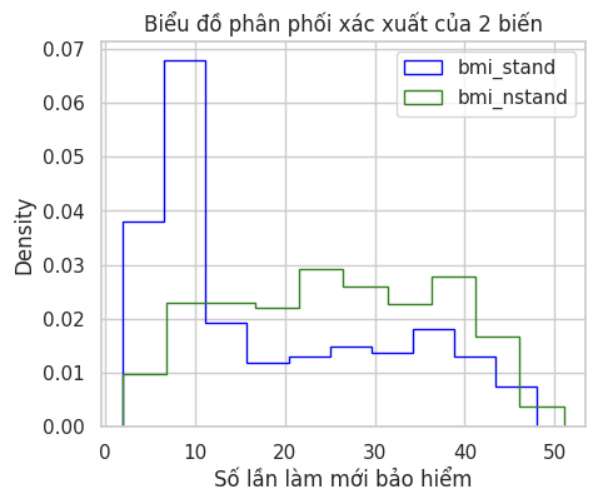 Biểu đồ phân phối xác xuất của 2 biến
bmi_stand
bmi_nstand
Density
0.07
0.06
0.05
0.04
0.03
0.02
0.01
0.00
0 10 20 30 40 50
Số lần làm mới bảo hiểm